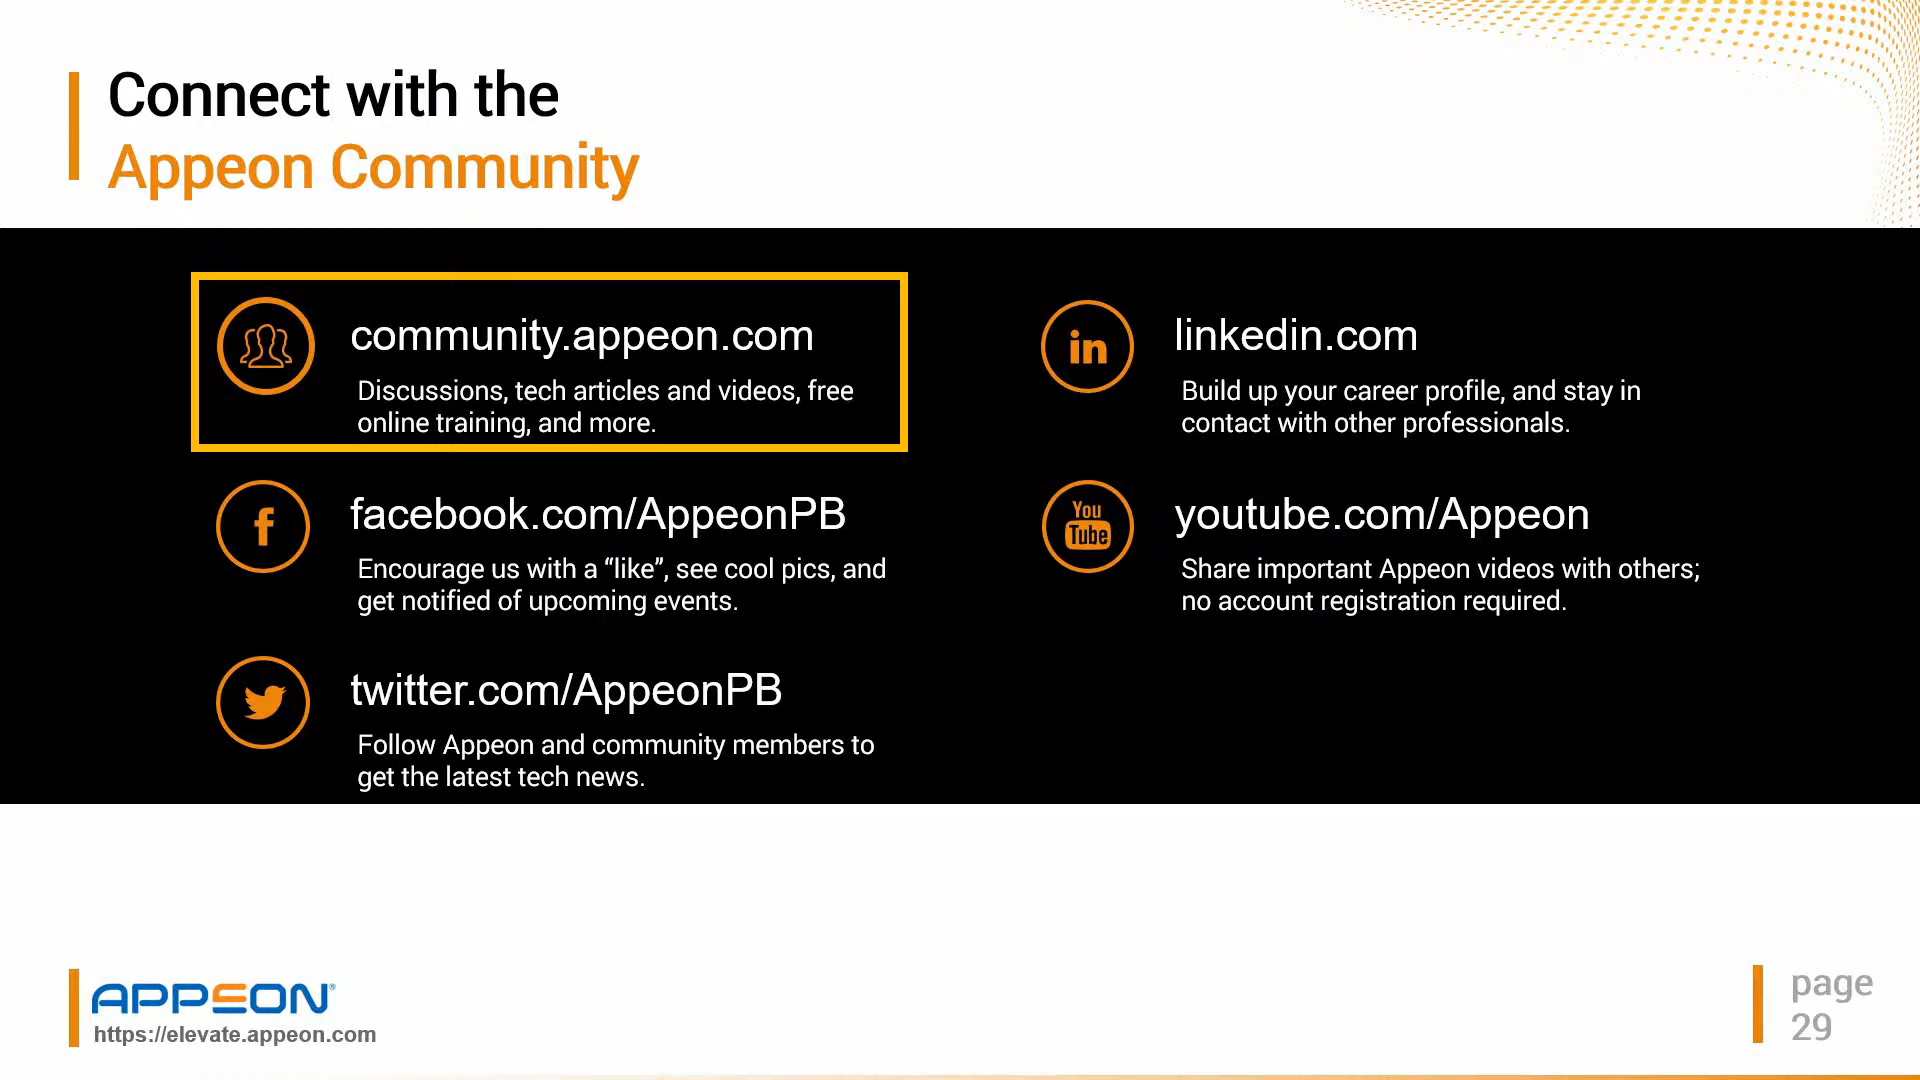 Connect with the
Appeon Community
community.appeon.com
Discussions, tech articles and videos, free
online training, and more.
facebook.com/AppeonPB
Encourage us with a “like”, see cool pics, and
get notified of upcoming events.
twitter.com/AppeonPB
Follow Appeon and community members to
get the latest tech news.
in
linkedin.com
Build up your career profile, and stay in
contact with other professionals.
You
Tube
youtube.com/Appeon
Share important Appeon videos with others;
no account registration required.
APPEON®
https://elevate.appeon.com
page
29